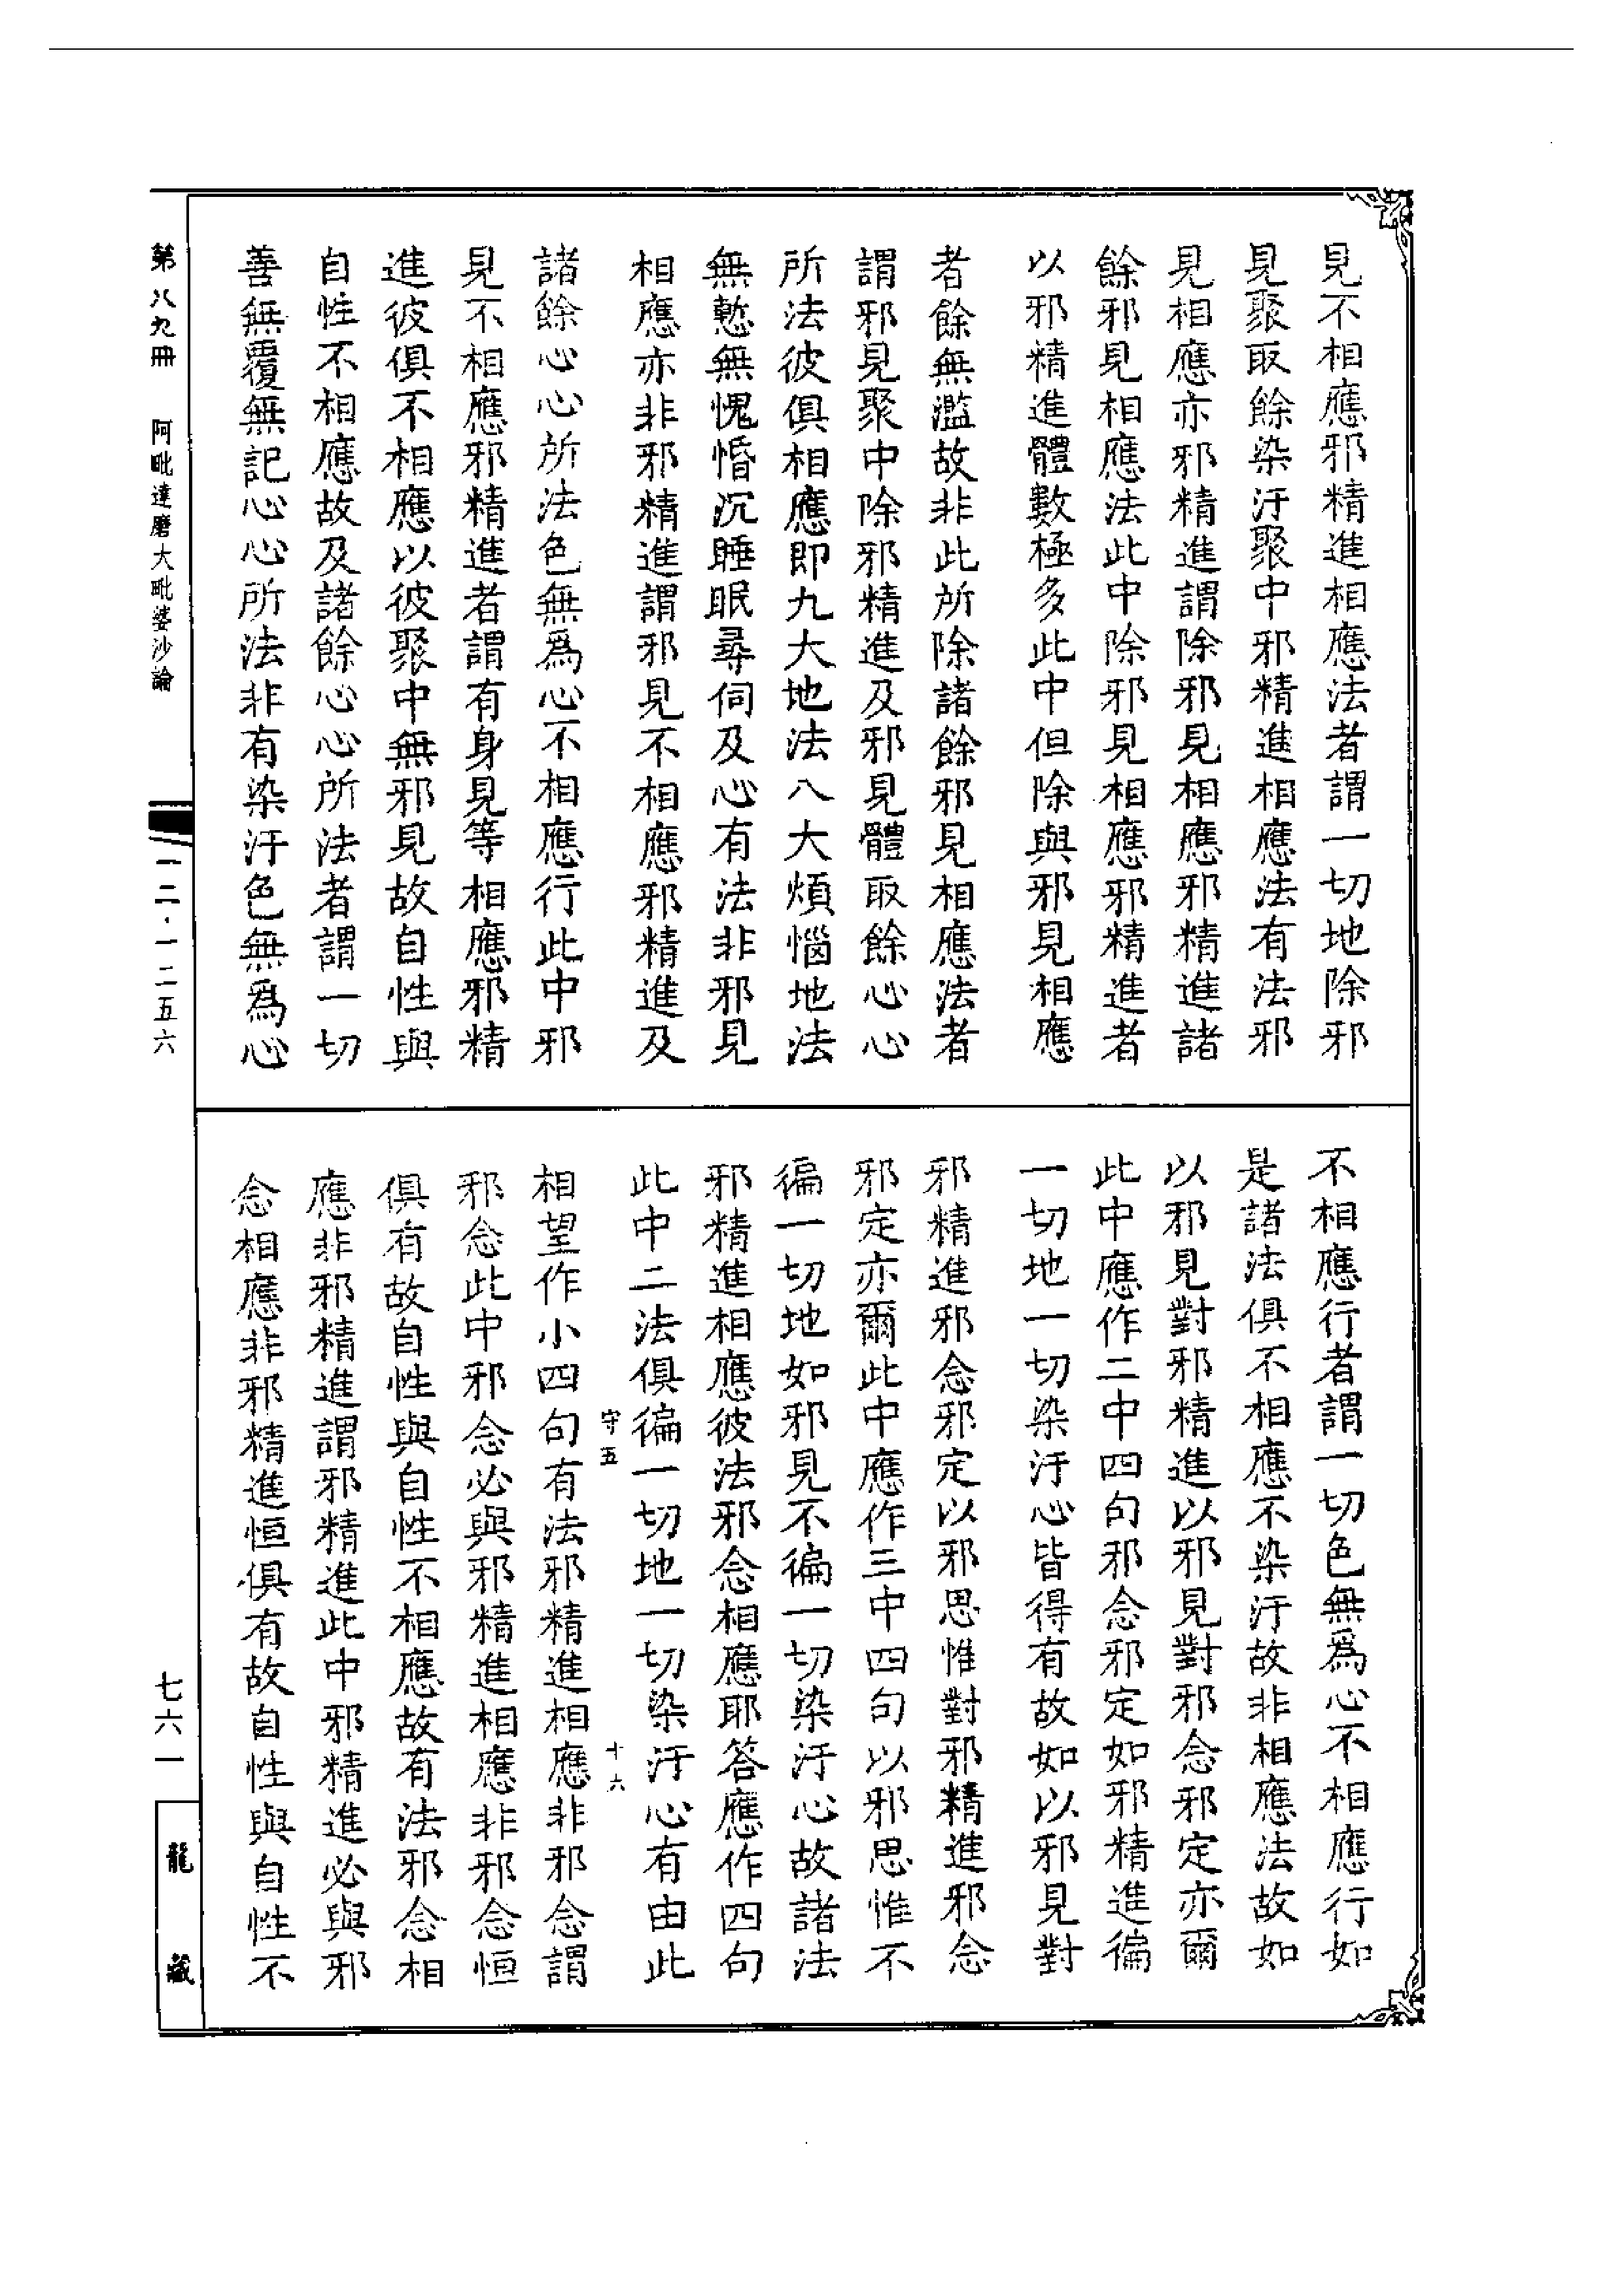 見不相應邪精進相應法者謂一切地除邪
見聚取餘染汙聚中邪精進相應法有法邪
見相應亦邪精進謂除邪見相應邪精進諸
餘邪見相應法此中除邪見相應邪精進者
以邪精進體數極多此中但除與邪見相應
者餘無濫故非此所除諸餘邪見相應法者
謂邪見聚中除邪精進及邪見體取餘心心
所法彼俱相應即九大地法八大煩惱地法
無慙無愧惛沉睡眠尋伺及心有法非邪見
相應亦非邪精進謂邪見不相應邪精進及
諸餘心心所法色無爲心不相應行此中邪
見不相應邪精進者謂有身見等相應邪精
進彼俱不相應以彼聚中無邪見故自性與
自性不相應故及諸餘心心所法者謂一切
善無覆無記心心所法非有染汙色無爲心
不相應行者謂一切色無爲心不相應行如
是諸法俱不相應不染汙故非相應法故如
以邪見對邪精進以邪見對邪念邪定亦爾
此中應作二中四句邪念邪定如邪精進徧
一切地一切染汙心皆得有故如以邪見對
邪精進邪念邪定以邪思惟對邪精進邪念
邪定亦爾此中應作三中四句以邪思惟不
徧一切地如邪見不徧一切染汙心故諸法
邪精進相應彼法邪念相應耶答應作四句
此中二法俱徧一切地一切染汙心有由此
守五 十六
相望作小四句有法邪精進相應非邪念謂
邪念此中邪念必與邪精進相應非邪念恒
俱有故自性與自性不相應故有法邪念相
應非邪精進謂邪精進此中邪精進必與邪
念相應非邪精進恒俱有故自性與自性不
第八九冊 阿毗達磨大毗婆沙論
一二·一二五六
七六一
龍藏